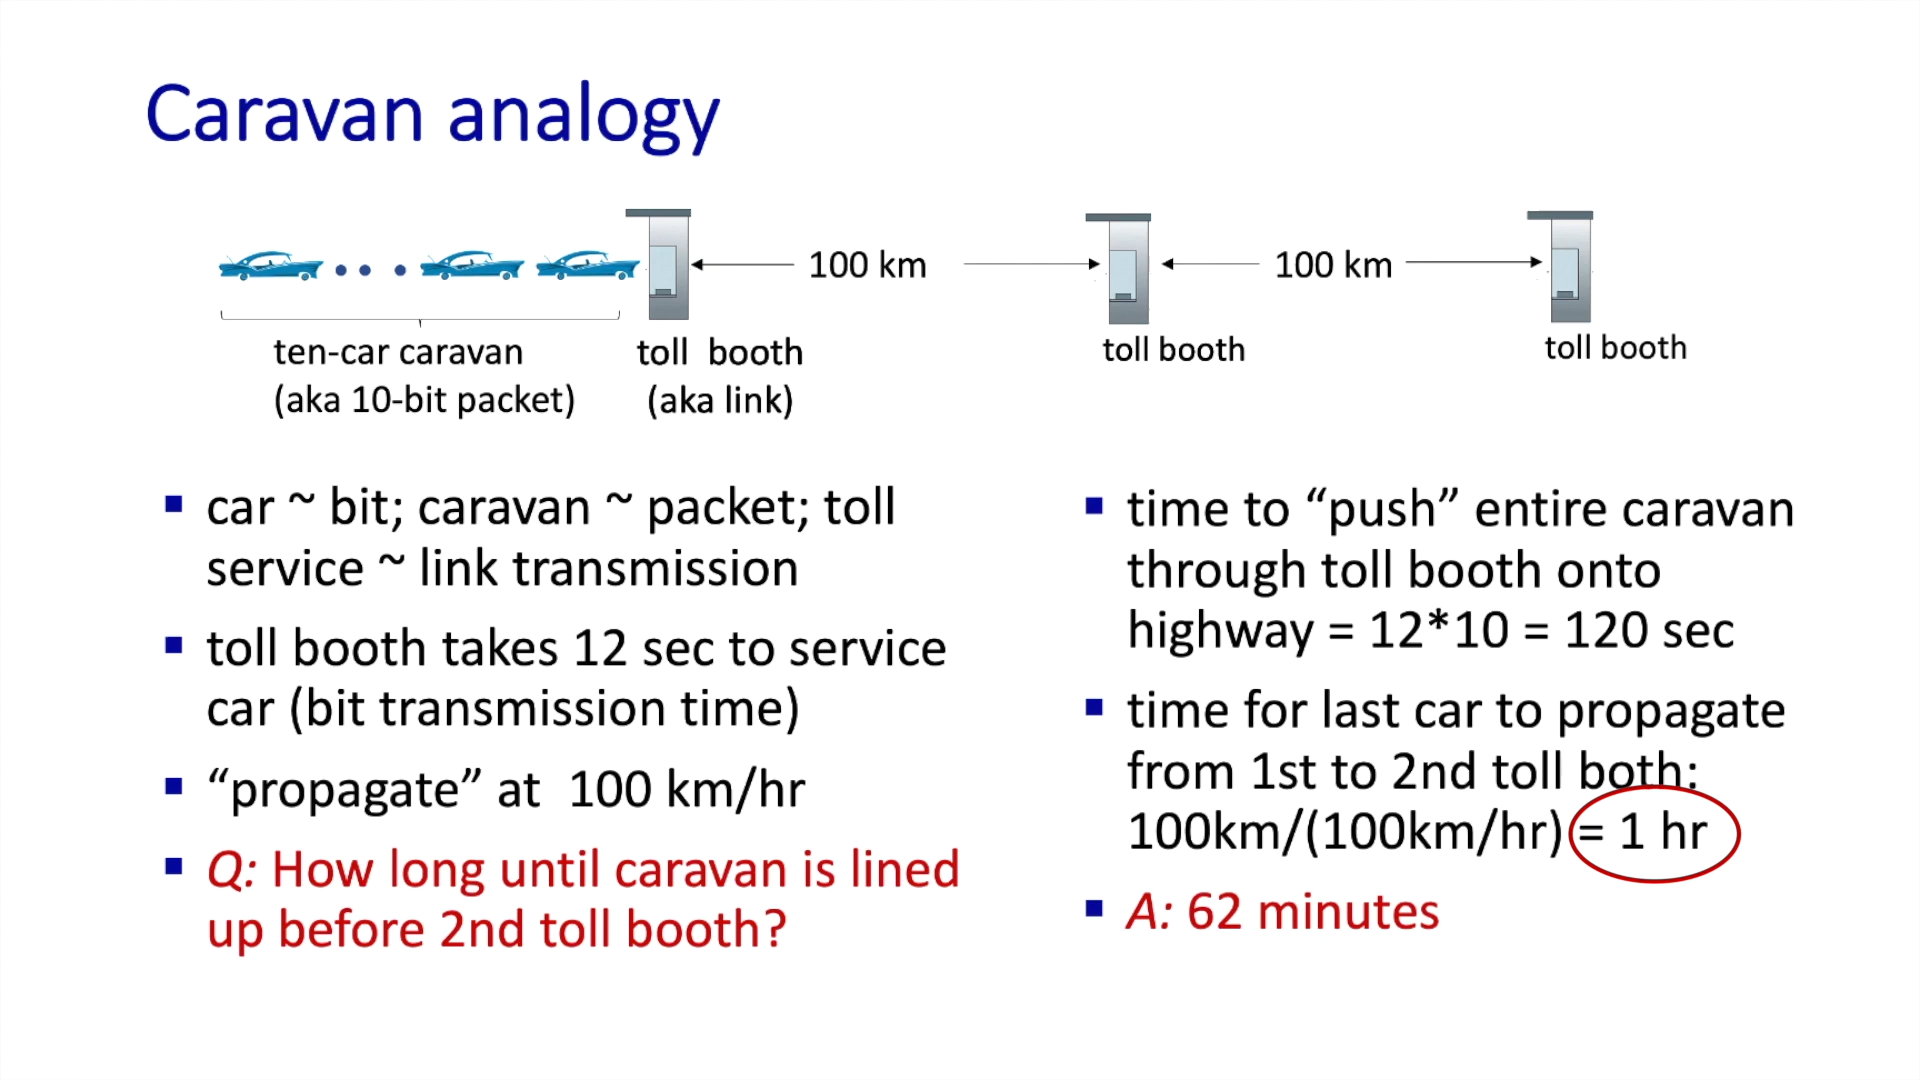 Caravan analogy
100 km
100 km
ten-car caravan
(aka 10-bit packet)
toll booth
(aka link)
toll booth
toll booth
▪ car ~ bit; caravan ~ packet; toll
service ~ link transmission
▪ toll booth takes 12 sec to service
car (bit transmission time)
▪ “propagate” at 100 km/hr
▪ Q: How long until caravan is lined
up before 2nd toll booth?
▪ time to “push” entire caravan
through toll booth onto
highway = 12*10 = 120 sec
▪ time for last car to propagate
from 1st to 2nd toll both:
100km/(100km/hr) = 1 hr
▪ A: 62 minutes